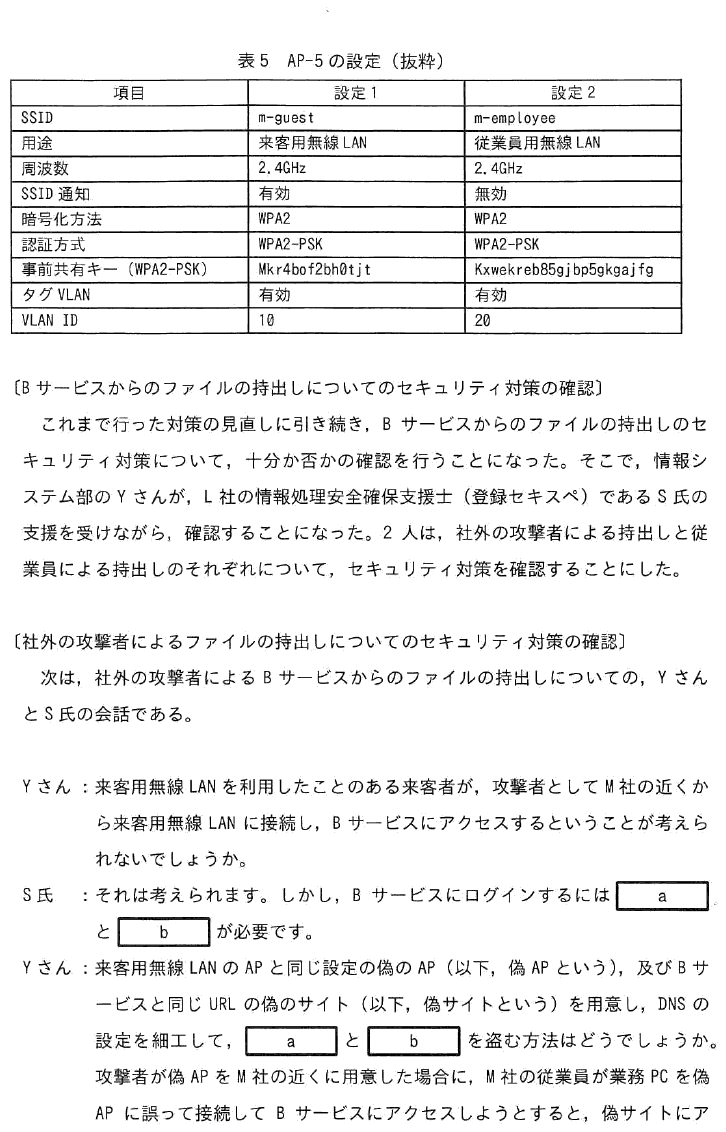 表5 AP-5の設定（抜粋）
項目 設定1 設定2
SSID m-guest m-employee
用途 来客用無線LAN 従業員用無線LAN
周波数 2.4GHz 2.4GHz
SSID通知 有効 無効
暗号化方法 WPA2 WPA2
認証方式 WPA2-PSK WPA2-PSK
事前共有キー（WPA2-PSK） Mkr4bof2bh0tjt Kxwekreb85gjbp5gkgajfg
タグVLAN 有効 有効
VLAN ID 10 20
〔Bサービスからのファイルの持出しについてのセキュリティ対策の確認〕
これまで行った対策の見直しに引き続き，Bサービスからのファイルの持出しのセ
キュリティ対策について，十分か否かの確認を行うことになった。そこで，情報シ
ステム部のYさんが，L社の情報処理安全確保支援士（登録セキスペ）であるS氏の
支援を受けながら，確認することになった。2人は，社外の攻撃者による持出しと従
業員による持出しのそれぞれについて，セキュリティ対策を確認することにした。
〔社外の攻撃者によるファイルの持出しについてのセキュリティ対策の確認〕
次は，社外の攻撃者によるBサービスからのファイルの持出しについての，Yさん
とS氏の会話である。
Yさん：来客用無線LANを利用したことのある来客者が，攻撃者としてM社の近くか
ら来客用無線LANに接続し，Bサービスにアクセスするということが考えら
れないでしょうか。
S氏 ：それは考えられます。しかし，Bサービスにログインするには a
と b が必要です。
Yさん：来客用無線LANのAPと同じ設定の偽のAP（以下，偽APという），及びBサ
ービスと同じURLの偽のサイト（以下，偽サイトという）を用意し，DNSの
設定を細工して， a と b を盗む方法はどうでしょうか。
攻撃者が偽APをM社の近くに用意した場合に，M社の従業員が業務PCを偽
APに誤って接続してBサービスにアクセスしようとすると，偽サイトにア